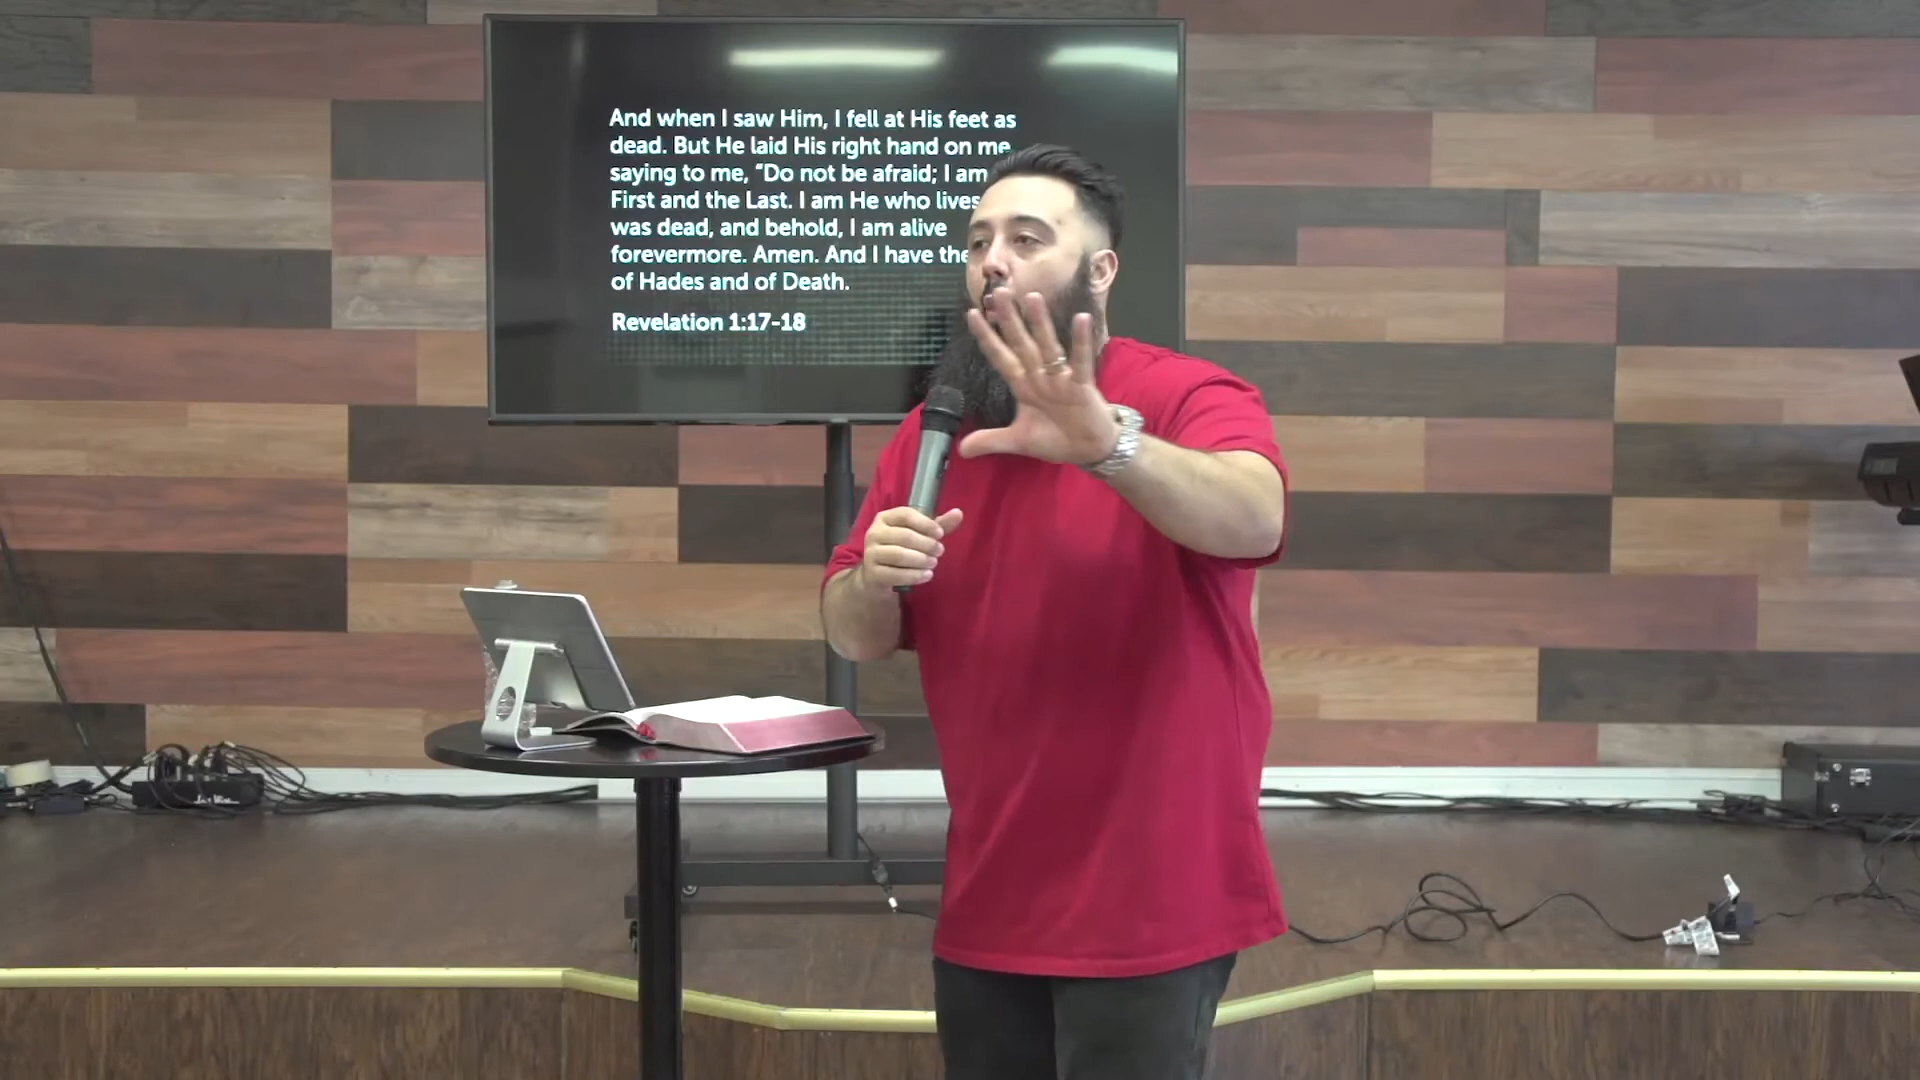 And when I saw Him, I fell at His feet as
dead. But He laid His right hand on me,
saying to me, “Do not be afraid; I am
First and the Last. I am He who lives
was dead, and behold, I am alive
forevermore. Amen. And I have the
of Hades and of Death.
Revelation 1:17-18